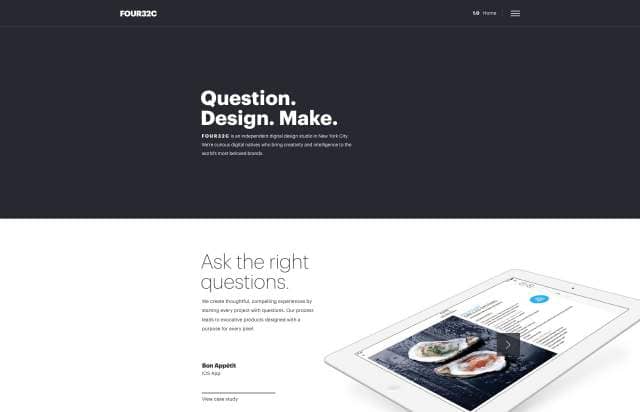 FOUR32C
50 Home
Question.
Design. Make.
FOUR32C is an independent digital design studio in New York City.
We're curious digital natives who bring creativity and intelligence to the
world's most beloved brands.
Ask the right
questions.
We create thoughtful, compelling experiences by
starting every project with questions. Our process
leads to evocative products designed with a
purpose for every pixel.
Bon Appétit
iOS App
View case study